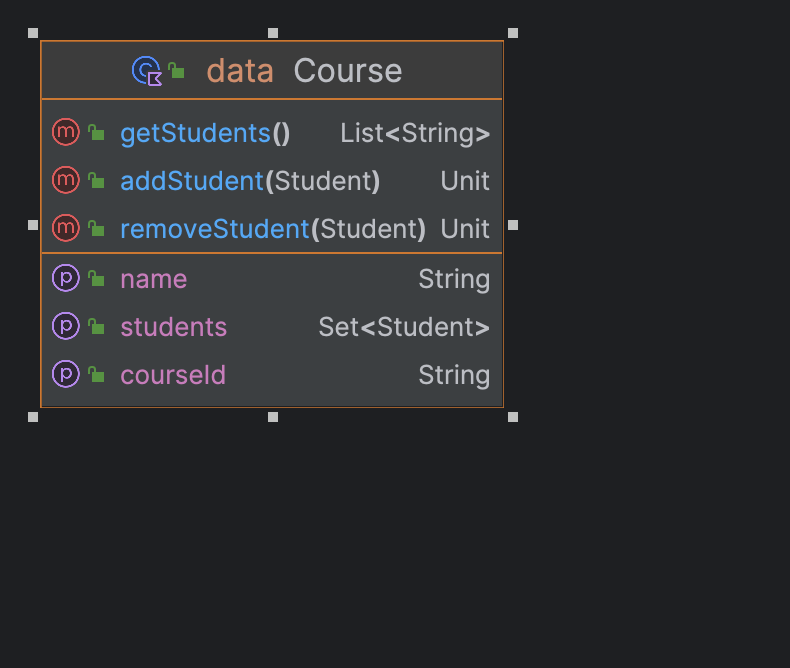 data Course
getStudents() List<String>
addStudent(Student) Unit
removeStudent(Student) Unit
name String
students Set<Student>
courseId String